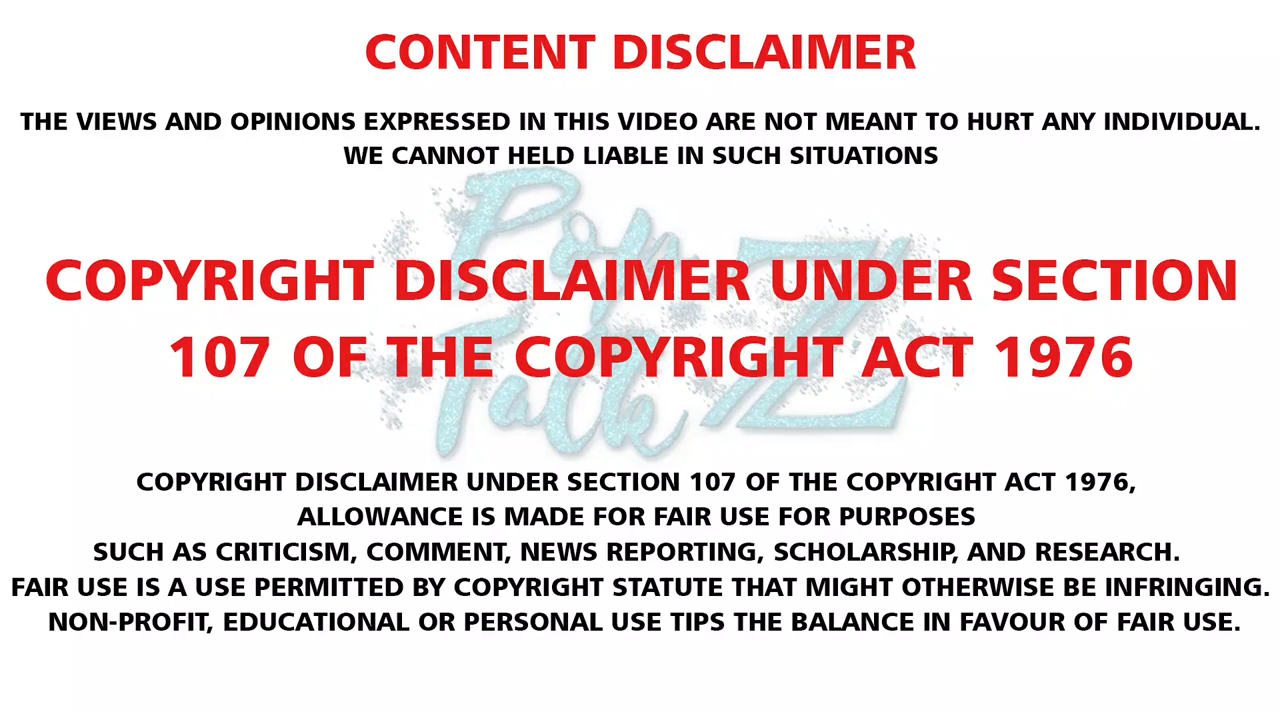 CONTENT DISCLAIMER
THE VIEWS AND OPINIONS EXPRESSED IN THIS VIDEO ARE NOT MEANT TO HURT ANY INDIVIDUAL.
WE CANNOT HELD LIABLE IN SUCH SITUATIONS
Pop
COPYRIGHT DISCLAIMER UNDER SECTION
107 OF THE COPYRIGHT ACT 1976
Talk Z
COPYRIGHT DISCLAIMER UNDER SECTION 107 OF THE COPYRIGHT ACT 1976,
ALLOWANCE IS MADE FOR FAIR USE FOR PURPOSES
SUCH AS CRITICISM, COMMENT, NEWS REPORTING, SCHOLARSHIP, AND RESEARCH.
FAIR USE IS A USE PERMITTED BY COPYRIGHT STATUTE THAT MIGHT OTHERWISE BE INFRINGING.
NON-PROFIT, EDUCATIONAL OR PERSONAL USE TIPS THE BALANCE IN FAVOUR OF FAIR USE.